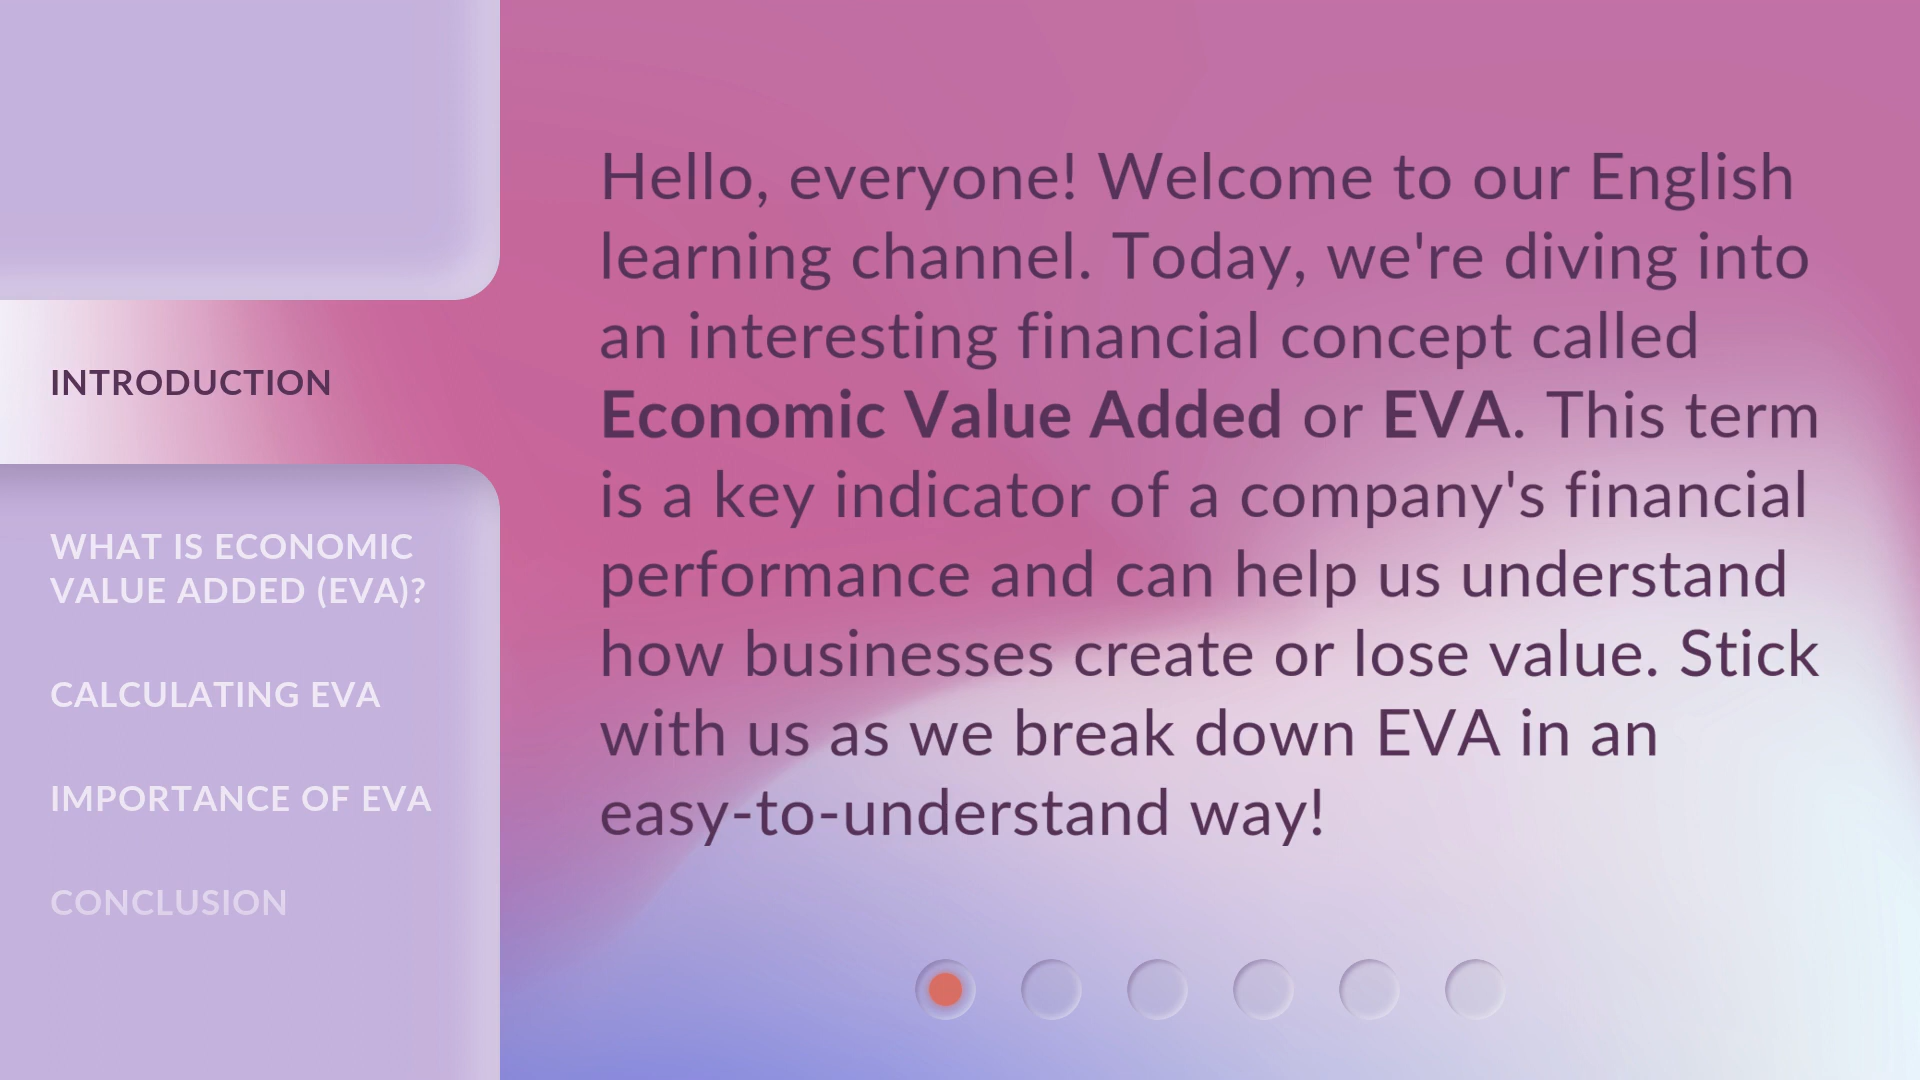 INTRODUCTION
WHAT IS ECONOMIC
VALUE ADDED (EVA)?
CALCULATING EVA
IMPORTANCE OF EVA
CONCLUSION
Hello, everyone! Welcome to our English
learning channel. Today, we're diving into
an interesting financial concept called
Economic Value Added or EVA. This term
is a key indicator of a company's financial
performance and can help us understand
how businesses create or lose value. Stick
with us as we break down EVA in an
easy-to-understand way!